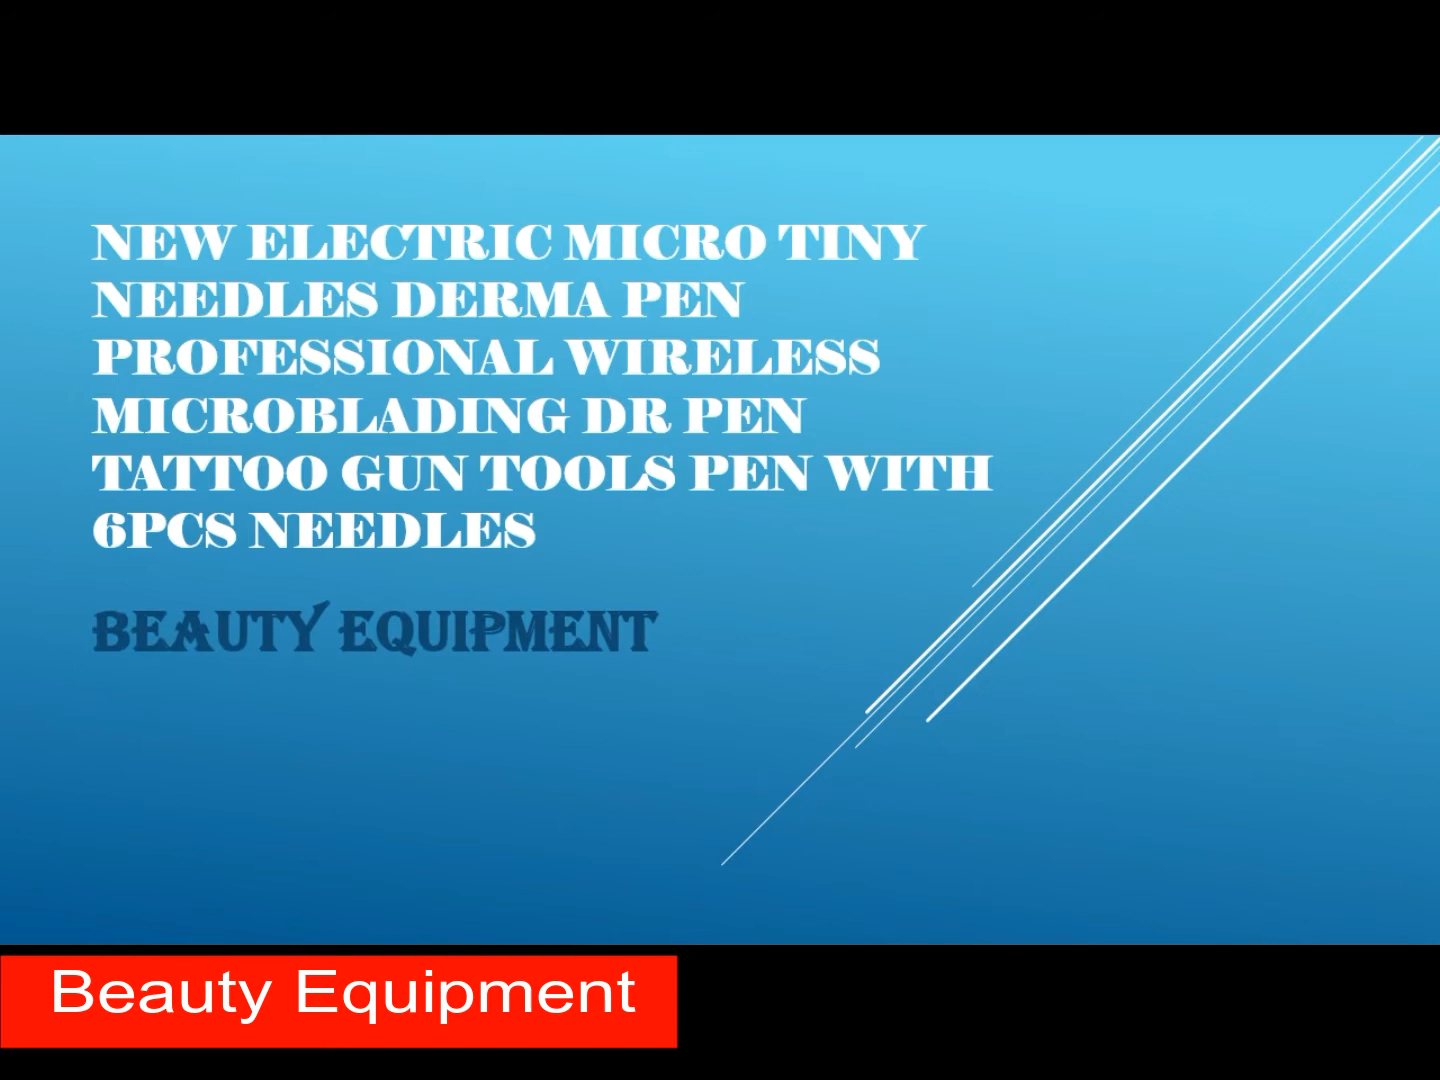 NEW ELECTRIC MICRO TINY
NEEDLES DERMA PEN
PROFESSIONAL WIRELESS
MICROBLADING DR PEN
TATTOO GUN TOOLS PEN WITH
6PCS NEEDLES
BEAUTY EQUIPMENT
Beauty Equipment